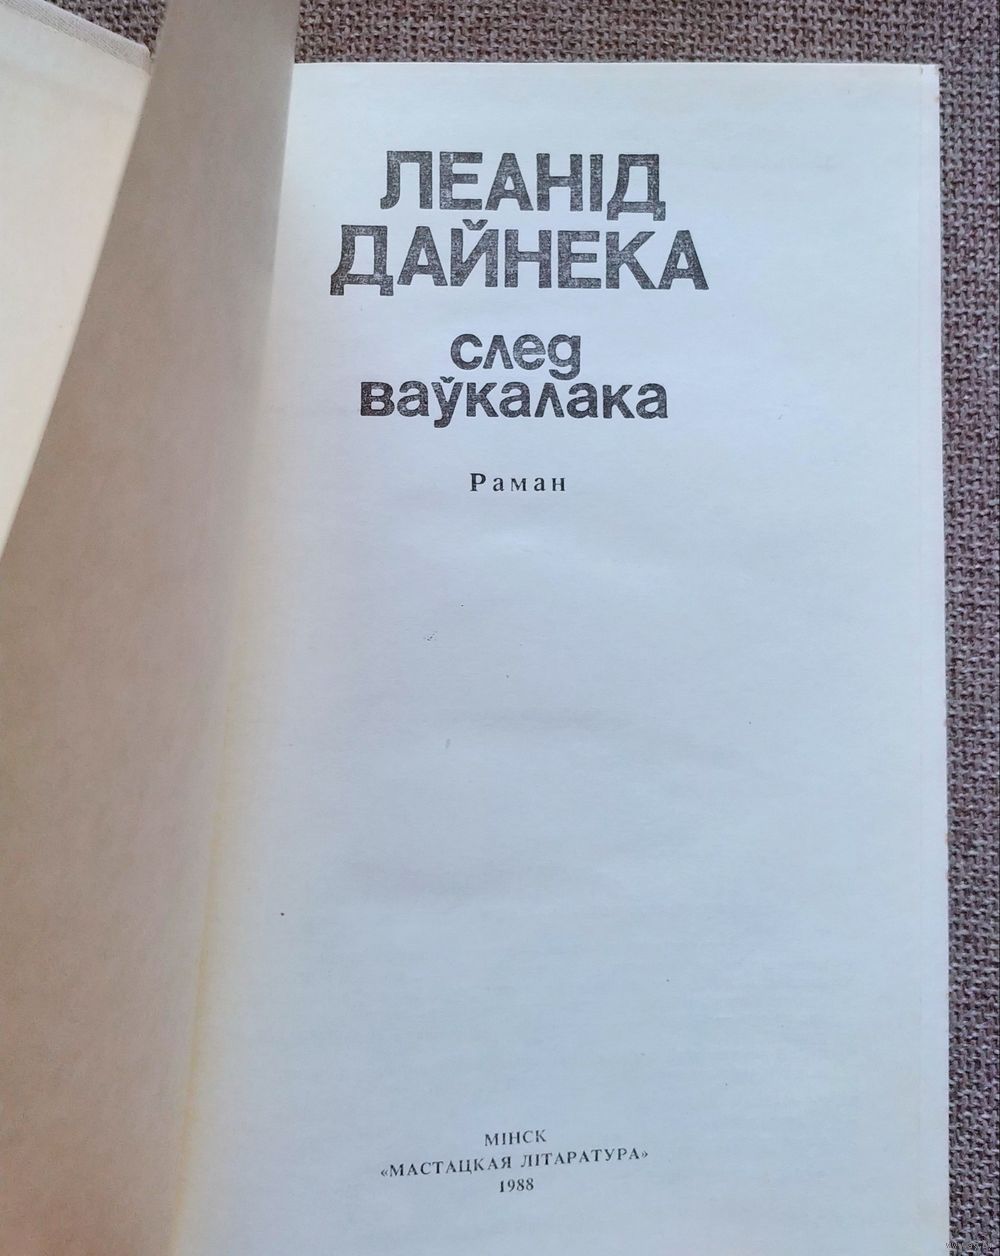 ЛЕАНІД
ДАЙНЕКА
след
ваўкалака
Раман
МІНСК
«МАСТАЦКАЯ ЛІТАРАТУРА»
1988